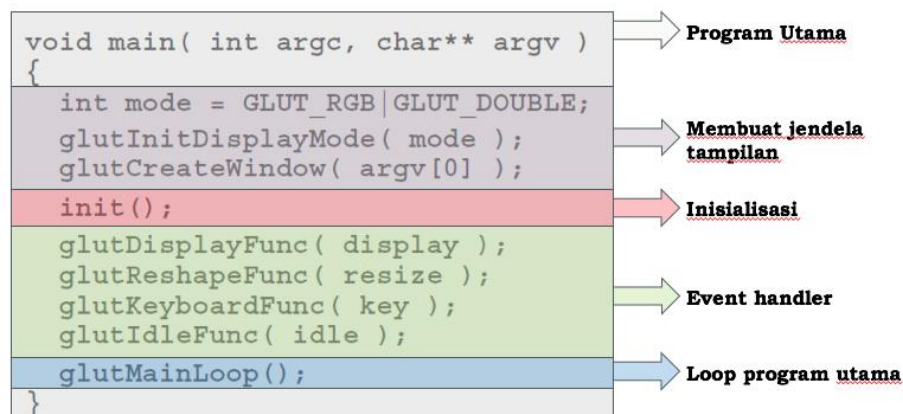 void main( int argc, char** argv )
{
int mode = GLUT_RGB|GLUT_DOUBLE;
glutInitDisplayMode( mode );
glutCreateWindow( argv[0] );
init();
glutDisplayFunc( display );
glutReshapeFunc( resize );
glutKeyboardFunc( key );
glutIdleFunc( idle );
glutMainLoop();
}
Program Utama
Membuat jendela
tampilan
Inisialisasi
Event handler
Loop program utama